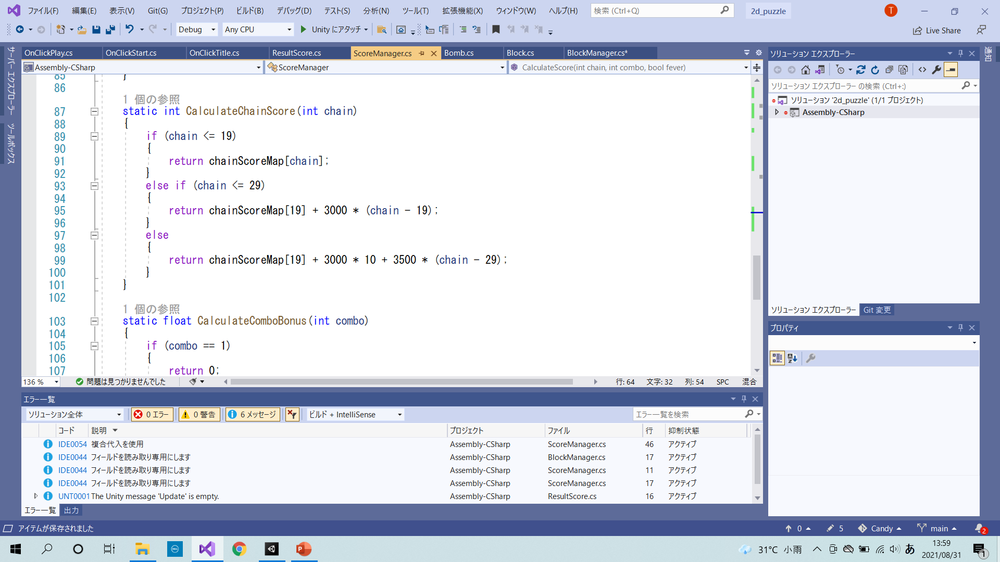 ファイル(F) 編集(E) 表示(V) Git(G) プロジェクト(P) ビルド(B) デバッグ(D) テスト(S) 分析(N) ツール(T) 拡張機能(X) ウィンドウ(W) ヘルプ(H) 検索 (Ctrl+Q) 2d_puzzle T
Debug Any CPU Unity にアタッチ Live Share
サーバー エクスプローラー
ツールボックス
OnClickPlay.cs OnClickStart.cs OnClickTitle.cs ResultScore.cs ScoreManager.cs Bomb.cs Block.cs BlockManager.cs*
Assembly-CSharp ScoreManager CalculateScore(int chain, int combo, bool fever)
85 }
86
1 個の参照
87 static int CalculateChainScore(int chain)
88 {
89 if (chain <= 19)
90 {
91 return chainScoreMap[chain];
92 }
93 else if (chain <= 29)
94 {
95 return chainScoreMap[19] + 3000 * (chain - 19);
96 }
97 else
98 {
99 return chainScoreMap[19] + 3000 * 10 + 3500 * (chain - 29);
100 }
101 }
102
1 個の参照
103 static float CalculateComboBonus(int combo)
104 {
105 if (combo == 1)
106 {
107 return 0;
136 % 問題は見つかりませんでした 行: 64 文字: 32 列: 54 SPC 混合
ソリューション エクスプローラー
ソリューション エクスプローラー の検索 (Ctrl+:)
ソリューション '2d_puzzle' (1/1 プロジェクト)
Assembly-CSharp
ソリューション エクスプローラー Git 変更
プロパティ
通知
エラー一覧
ソリューション全体 0 エラー 0 警告 6 メッセージ ビルド + IntelliSense エラー一覧を検索
コード 説明 プロジェクト ファイル 行 抑制状態
IDE0054 複合代入を使用 Assembly-CSharp ScoreManager.cs 46 アクティブ
IDE0044 フィールドを読み取り専用にします Assembly-CSharp BlockManager.cs 17 アクティブ
IDE0044 フィールドを読み取り専用にします Assembly-CSharp ScoreManager.cs 11 アクティブ
IDE0044 フィールドを読み取り専用にします Assembly-CSharp ScoreManager.cs 17 アクティブ
UNT0001 The Unity message 'Update' is empty. Assembly-CSharp ResultScore.cs 16 アクティブ
エラー一覧 出力
アイテムが保存されました 0 5 Candy main 2
DELL P 31℃ 小雨 あ 13:59
2021/08/31 1